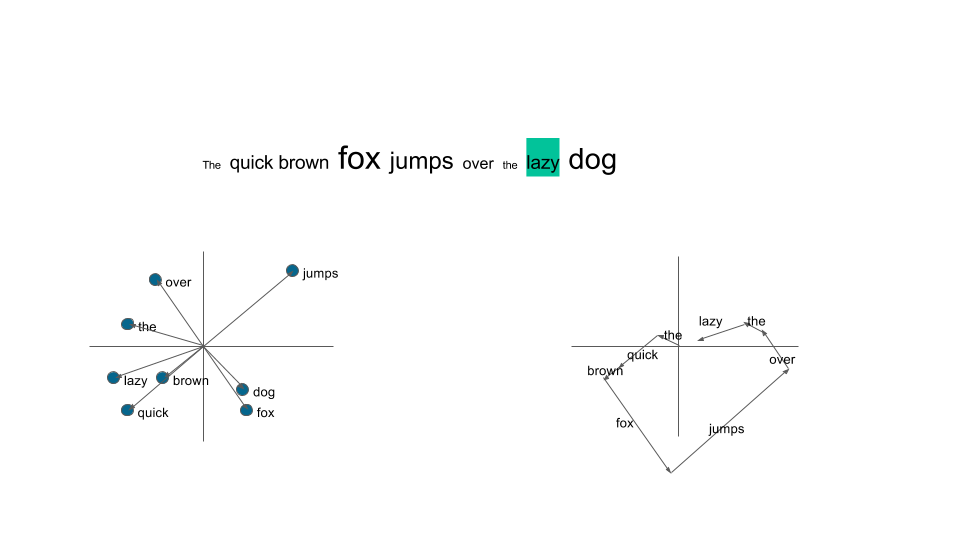 The quick brown fox jumps over the lazy dog
jumps
over
the
lazy
brown
quick
dog
fox
lazy
the
the
quick
over
brown
fox
jumps